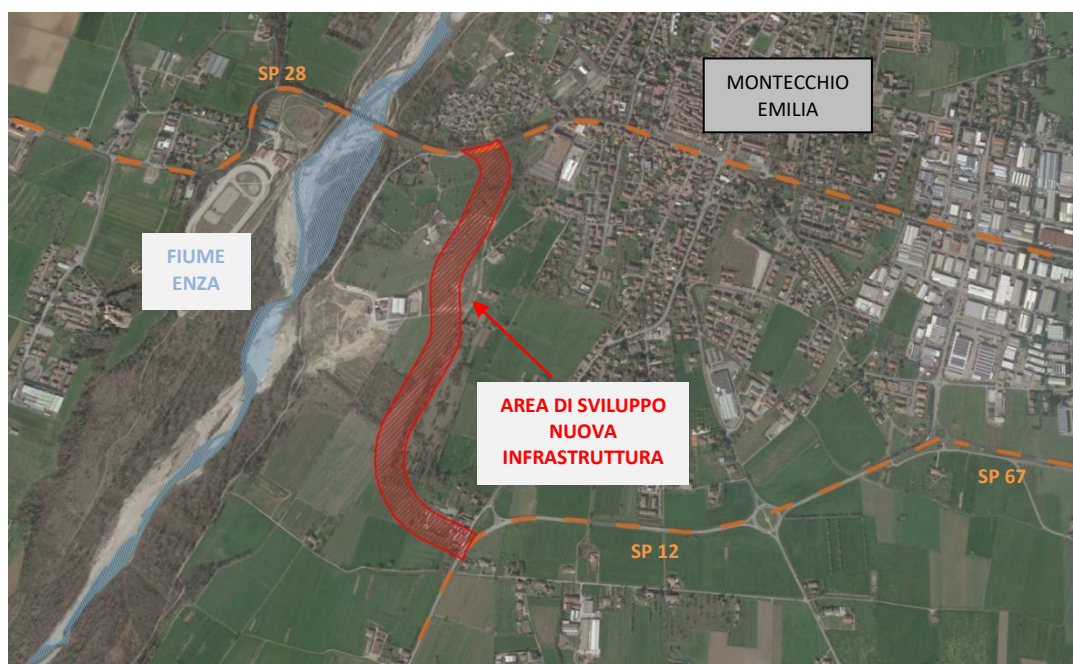 SP 28
MONTECCHIO
EMILIA
FIUME
ENZA
AREA DI SVILUPPO
NUOVA
INFRASTRUTTURA
SP 67
SP 12